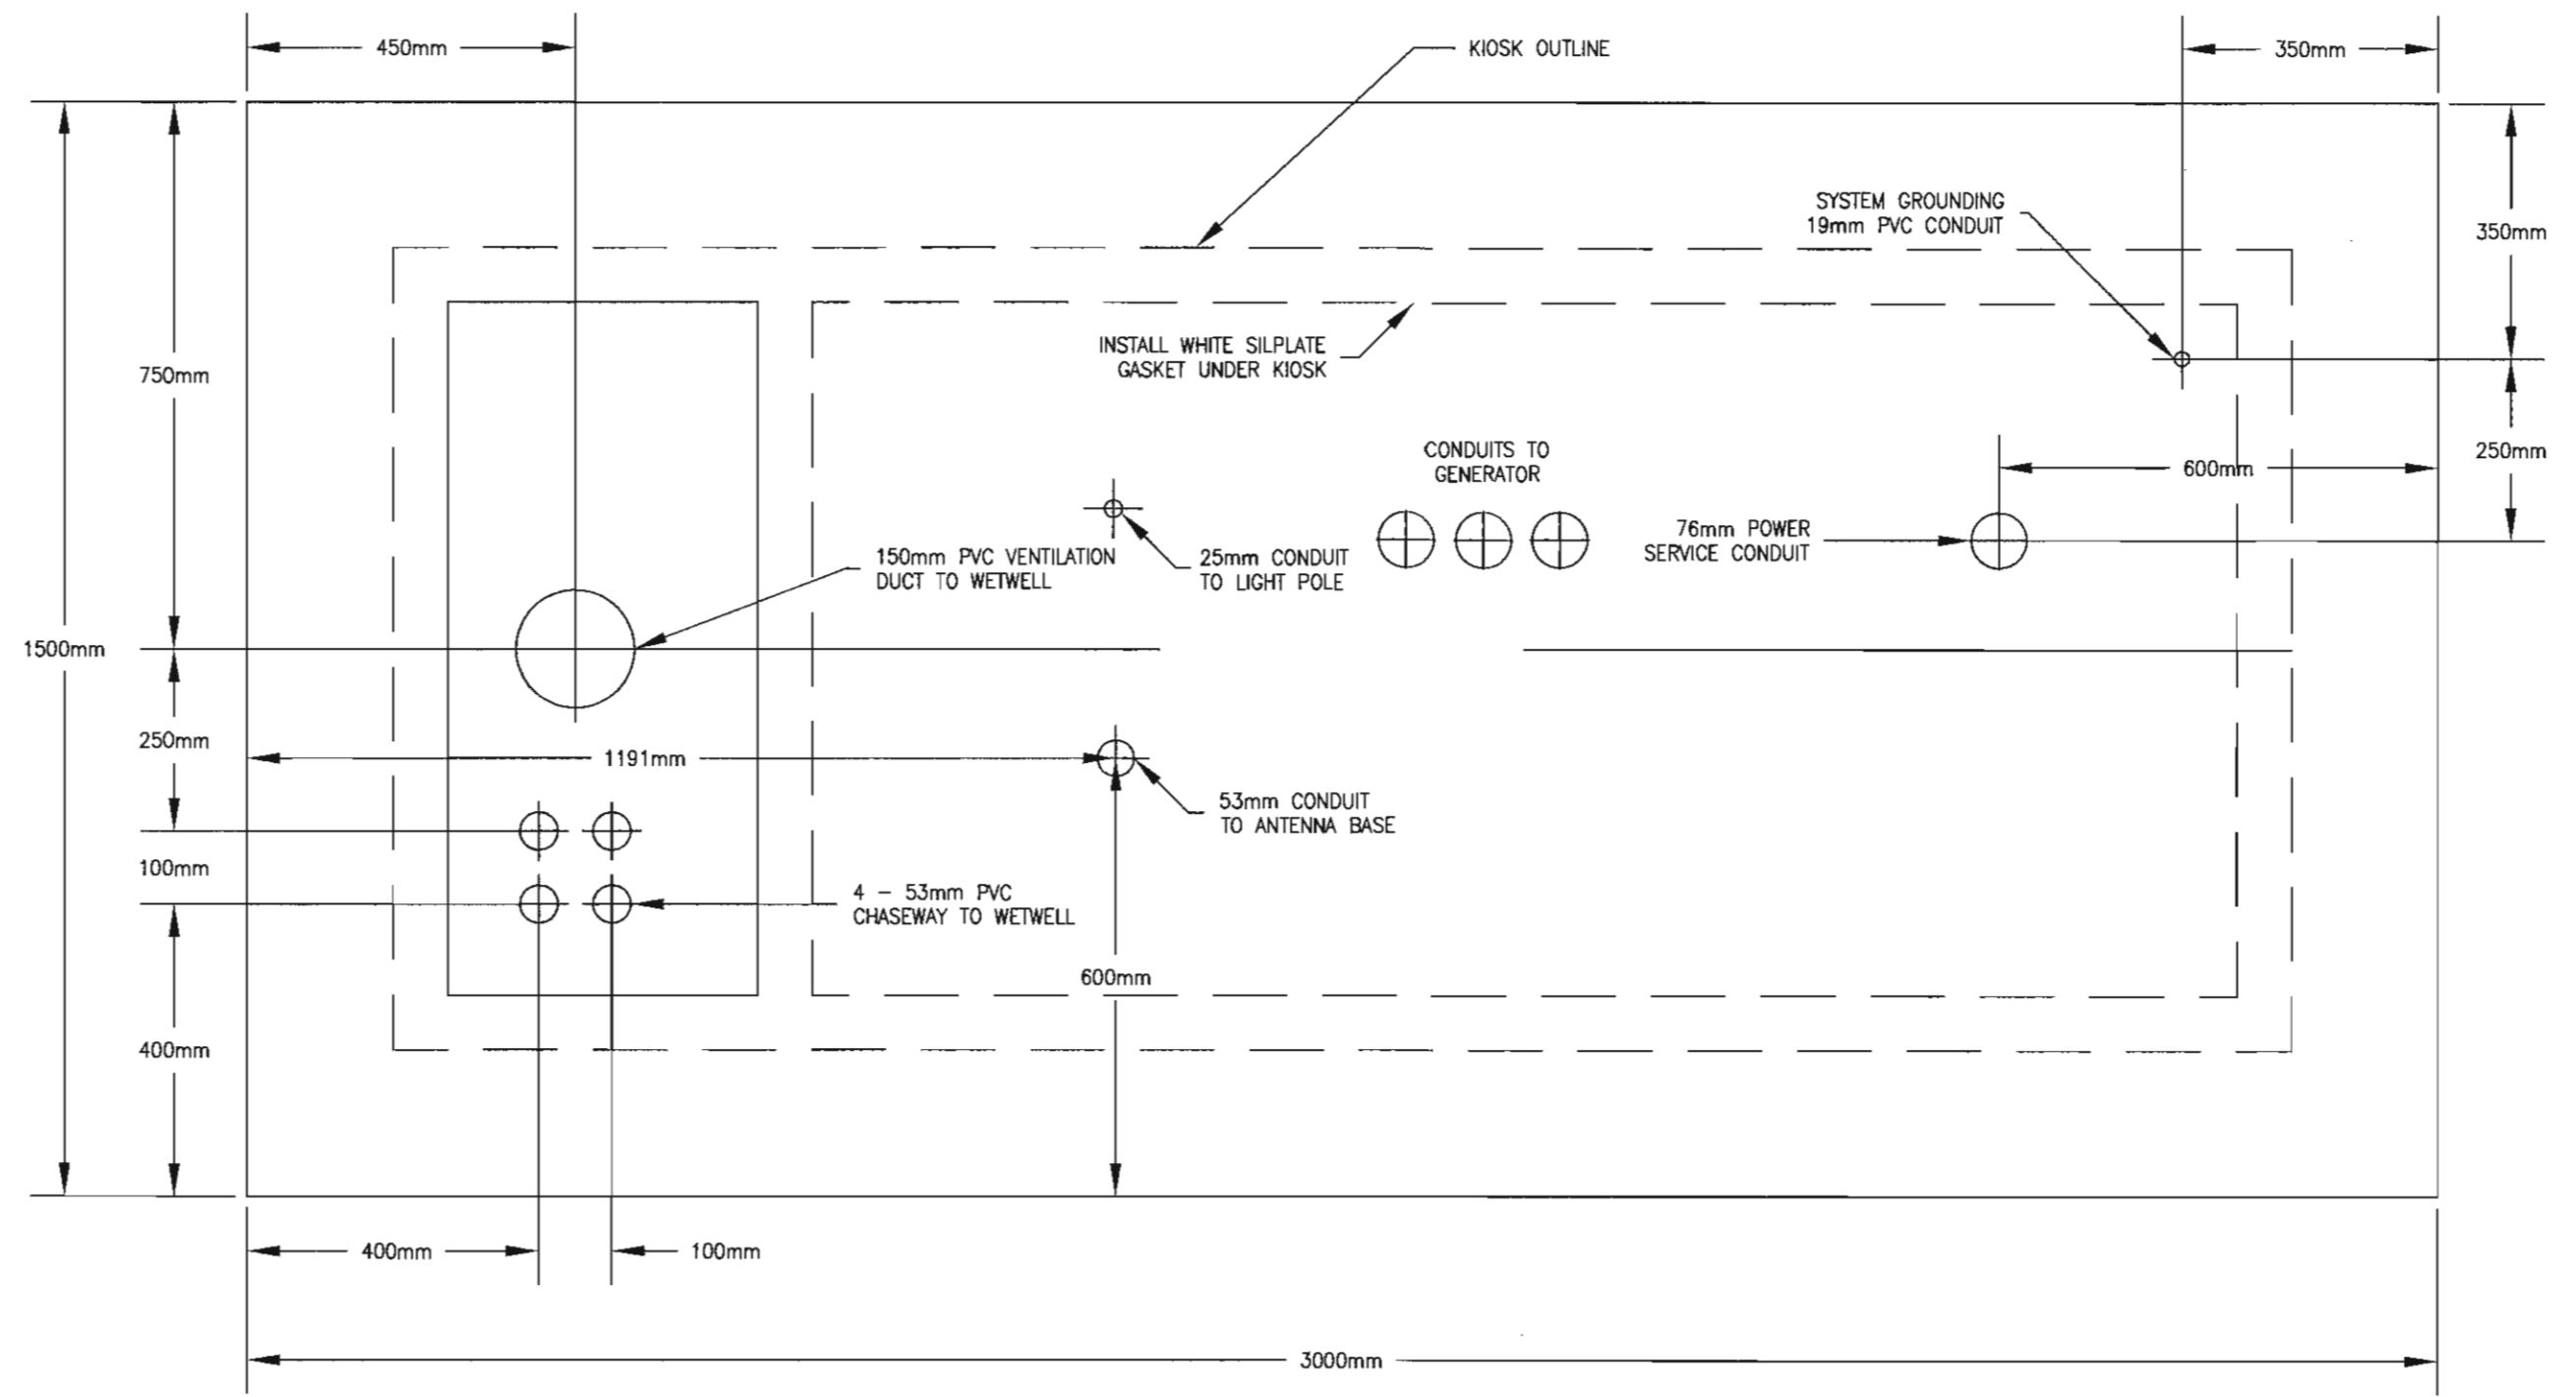 450mm
KIOSK OUTLINE
350mm
SYSTEM GROUNDING
19mm PVC CONDUIT
350mm
INSTALL WHITE SILPLATE
GASKET UNDER KIOSK
750mm
CONDUITS TO
GENERATOR
250mm
600mm
76mm POWER
SERVICE CONDUIT
150mm PVC VENTILATION
DUCT TO WETWELL
25mm CONDUIT
TO LIGHT POLE
1500mm
250mm
1191mm
53mm CONDUIT
TO ANTENNA BASE
100mm
4 - 53mm PVC
CHASEWAY TO WETWELL
600mm
400mm
400mm
100mm
3000mm